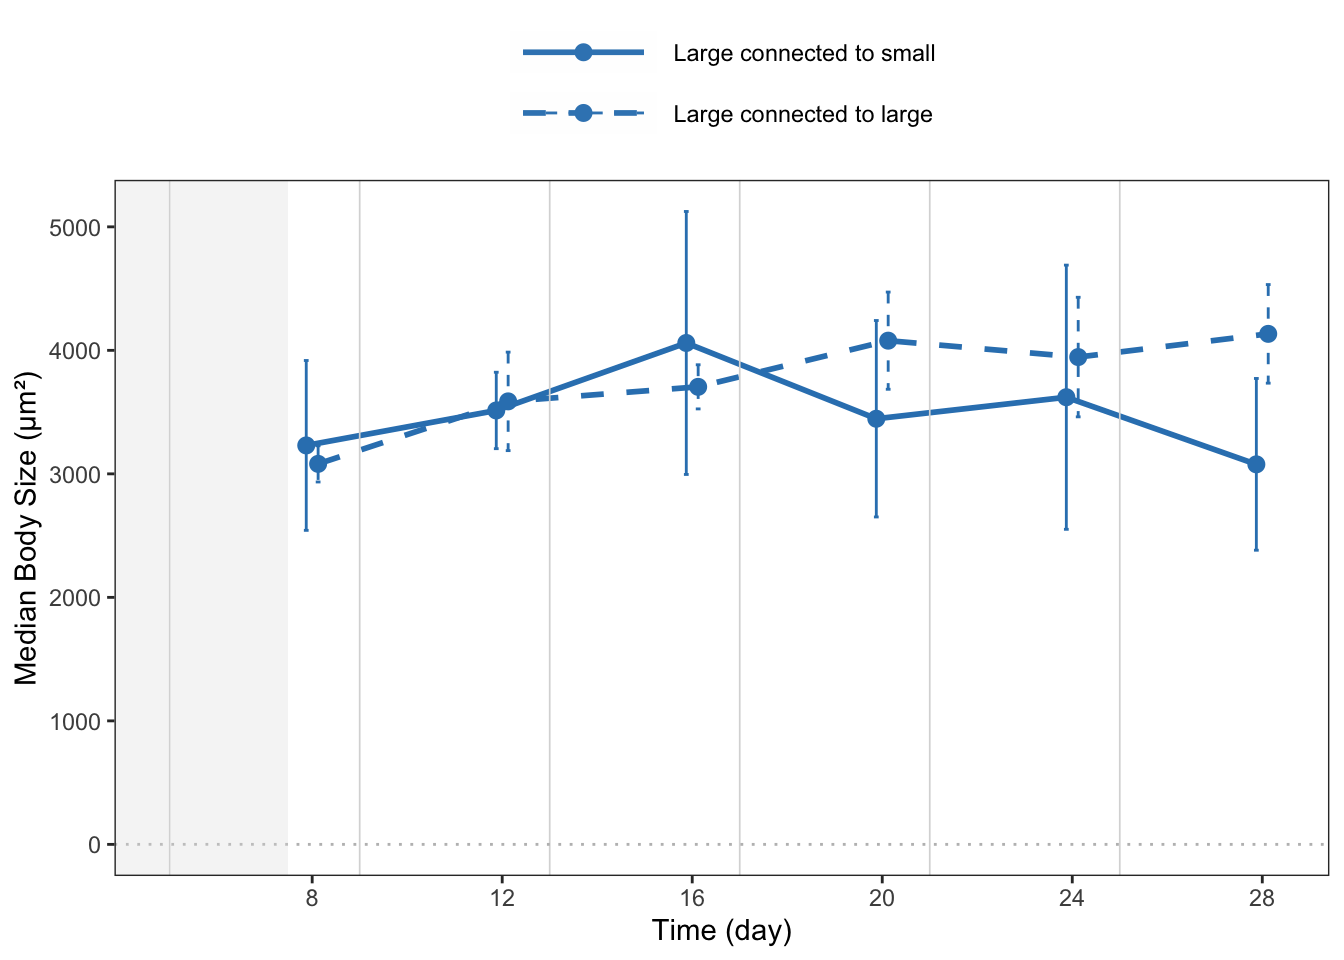 Large connected to small
Large connected to large
Median Body Size (µm²)
5000
4000
3000
2000
1000
0
8 12 16 20 24 28
Time (day)